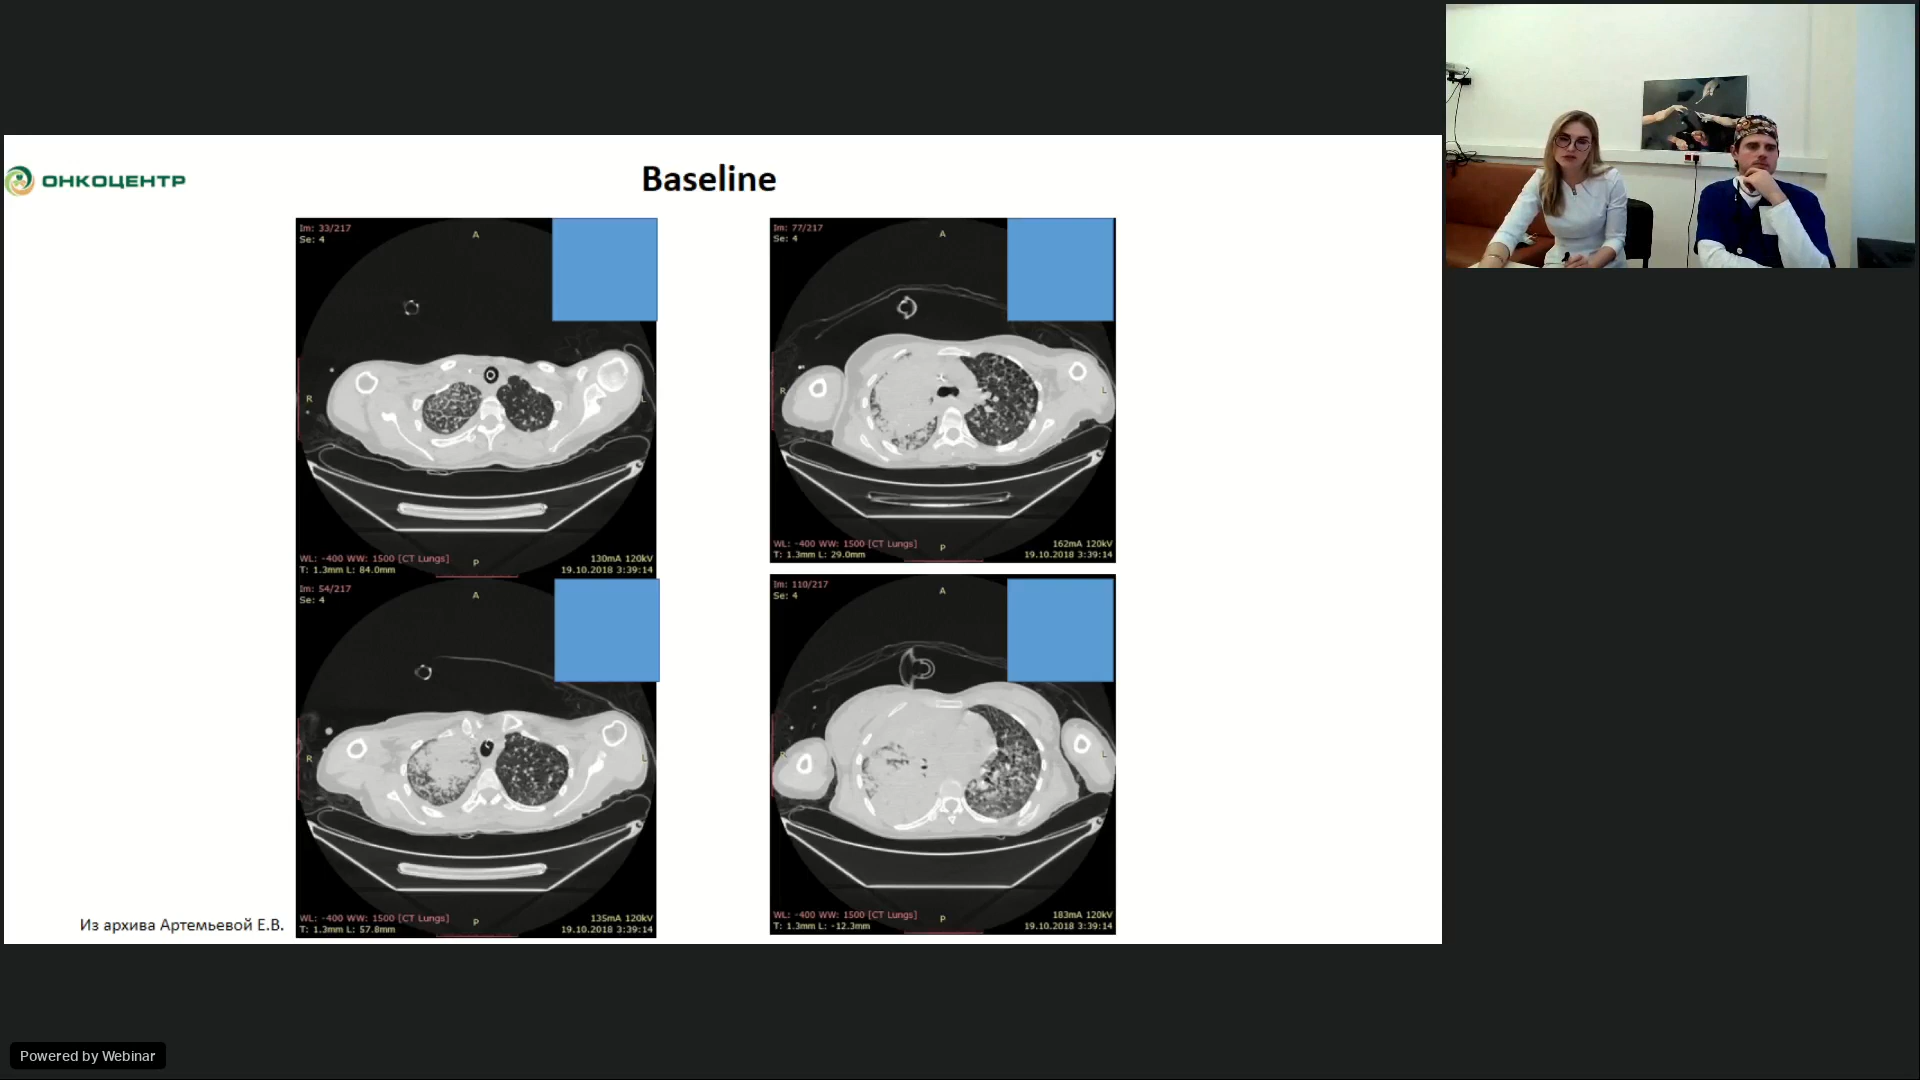 ОНКОЦЕНТР
Baseline
Im: 33/217
Se: 4
A
R
L
WL: -400 WW: 1500 [CT Lungs]
T: 1.3mm L: 84.0mm
P
130mA 120kV
19.10.2018 3:39:14
Im: 77/217
Se: 4
A
R
L
WL: -400 WW: 1500 [CT Lungs]
T: 1.3mm L: 29.0mm
P
162mA 120kV
19.10.2018 3:39:14
Im: 54/217
Se: 4
A
R
L
WL: -400 WW: 1500 [CT Lungs]
T: 1.3mm L: 57.8mm
P
135mA 120kV
19.10.2018 3:39:14
Im: 110/217
Se: 4
A
R
L
WL: -400 WW: 1500 [CT Lungs]
T: 1.3mm L: -12.3mm
P
183mA 120kV
19.10.2018 3:39:14
Из архива Артемьевой Е.В.
Powered by Webinar